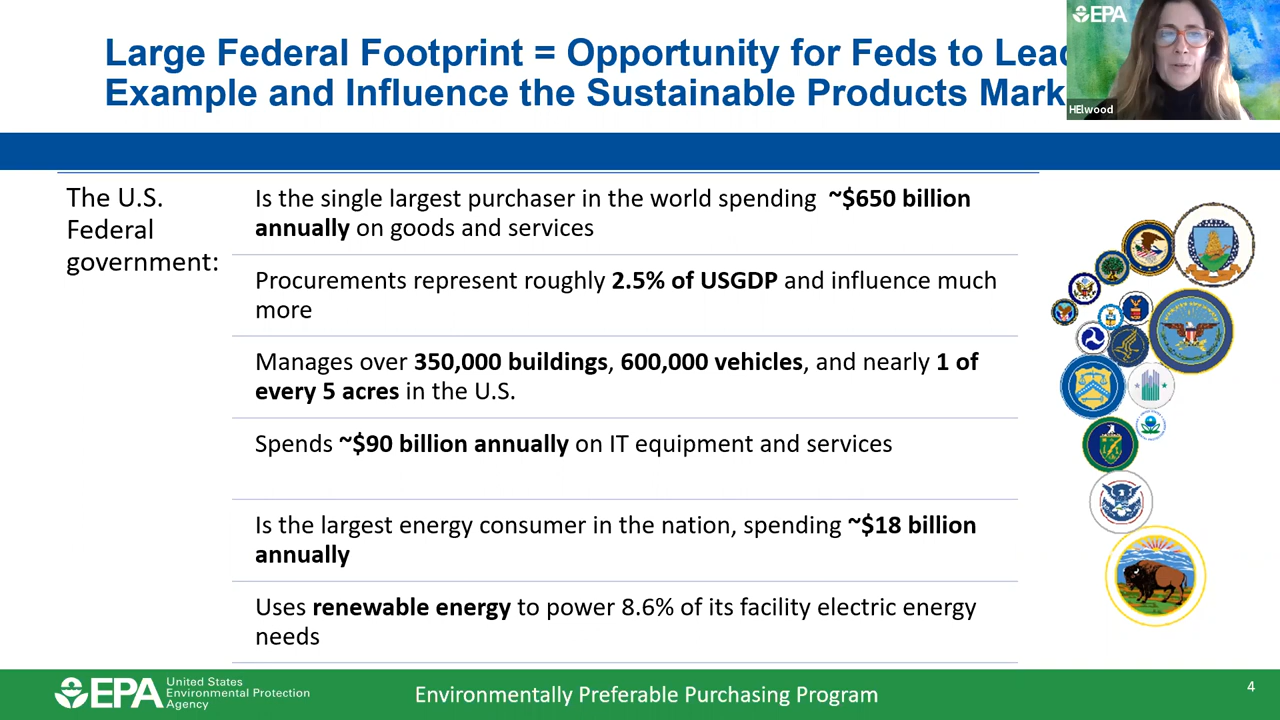 EPA
Large Federal Footprint = Opportunity for Feds to Lea
Example and Influence the Sustainable Products Mark
HElwood
The U.S.
Federal
government:
Is the single largest purchaser in the world spending ~$650 billion
annually on goods and services
Procurements represent roughly 2.5% of USGDP and influence much
more
Manages over 350,000 buildings, 600,000 vehicles, and nearly 1 of
every 5 acres in the U.S.
Spends ~$90 billion annually on IT equipment and services
Is the largest energy consumer in the nation, spending ~$18 billion
annually
Uses renewable energy to power 8.6% of its facility electric energy
needs
EPA
United States
Environmental Protection
Agency
Environmentally Preferable Purchasing Program
4